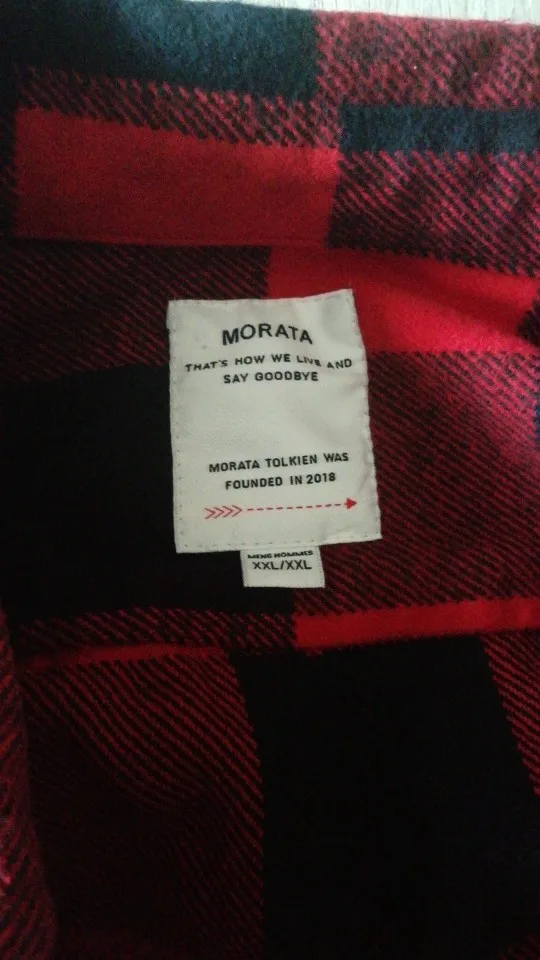 MORATA
THAT'S HOW WE LIVE AND
SAY GOODBYE
MORATA TOLKIEN WAS
FOUNDED IN 2018
MENS HOMMES
XXL/XXL